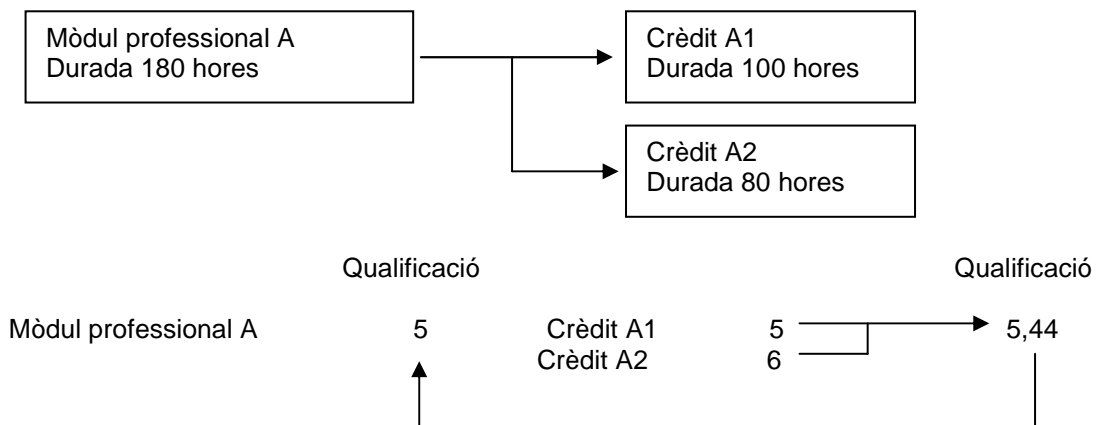 Mòdul professional A
Durada 180 hores
Crèdit A1
Durada 100 hores
Crèdit A2
Durada 80 hores
Qualificació Qualificació
Mòdul professional A 5 Crèdit A1 5 5,44
Crèdit A2 6